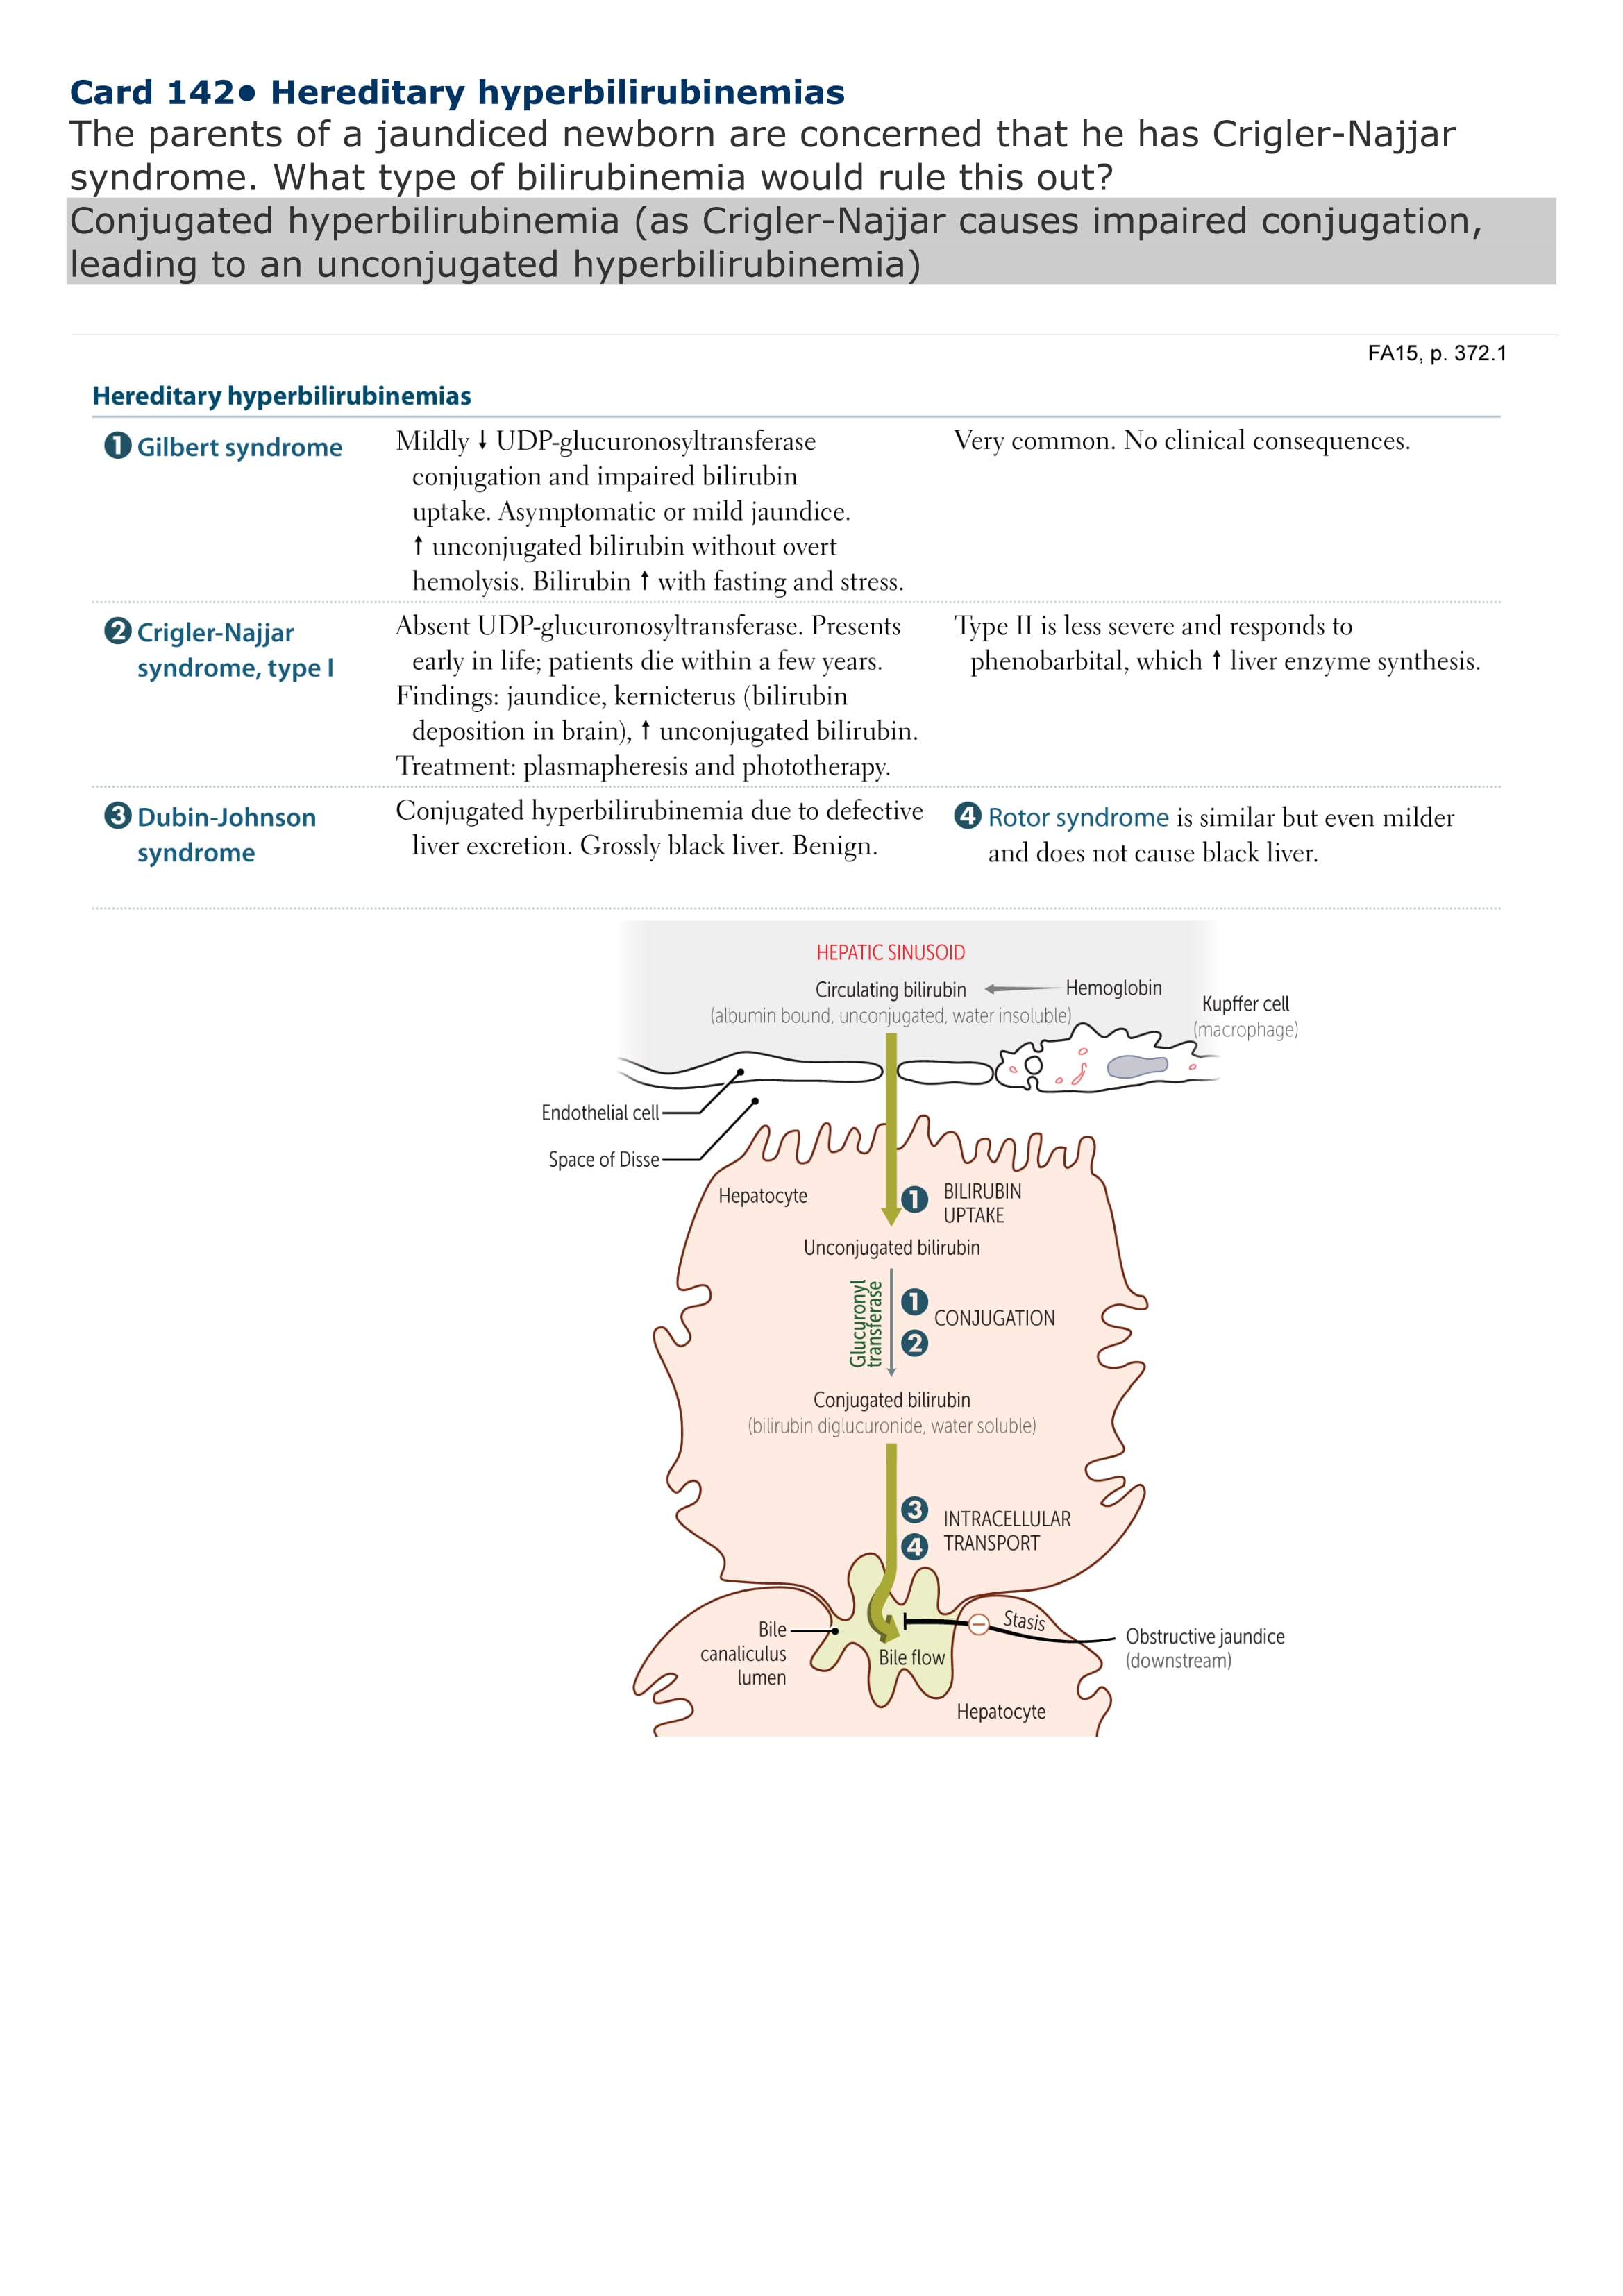 Card 142● Hereditary hyperbilirubinemias
The parents of a jaundiced newborn are concerned that he has Crigler-Najjar
syndrome. What type of bilirubinemia would rule this out?
Conjugated hyperbilirubinemia (as Crigler-Najjar causes impaired conjugation,
leading to an unconjugated hyperbilirubinemia)
FA15, p. 372.1
Hereditary hyperbilirubinemias
1 Gilbert syndrome
Mildly ↓ UDP-glucuronosyltransferase
conjugation and impaired bilirubin
uptake. Asymptomatic or mild jaundice.
↑ unconjugated bilirubin without overt
hemolysis. Bilirubin ↑ with fasting and stress.
Very common. No clinical consequences.
2 Crigler-Najjar
syndrome, type I
Absent UDP-glucuronosyltransferase. Presents
early in life; patients die within a few years.
Findings: jaundice, kernicterus (bilirubin
deposition in brain), ↑ unconjugated bilirubin.
Treatment: plasmapheresis and phototherapy.
Type II is less severe and responds to
phenobarbital, which ↑ liver enzyme synthesis.
3 Dubin-Johnson
syndrome
Conjugated hyperbilirubinemia due to defective
liver excretion. Grossly black liver. Benign.
4 Rotor syndrome is similar but even milder
and does not cause black liver.
HEPATIC SINUSOID
Circulating bilirubin
Hemoglobin
(albumin bound, unconjugated, water insoluble)
Kupffer cell
(macrophage)
Endothelial cell
Space of Disse
Hepatocyte
1 BILIRUBIN
UPTAKE
Unconjugated bilirubin
Glucuronyl
transferase
1
2
CONJUGATION
Conjugated bilirubin
(bilirubin diglucuronide, water soluble)
3
4
INTRACELLULAR
TRANSPORT
Bile
canaliculus
lumen
Bile flow
Stasis
Obstructive jaundice
(downstream)
Hepatocyte